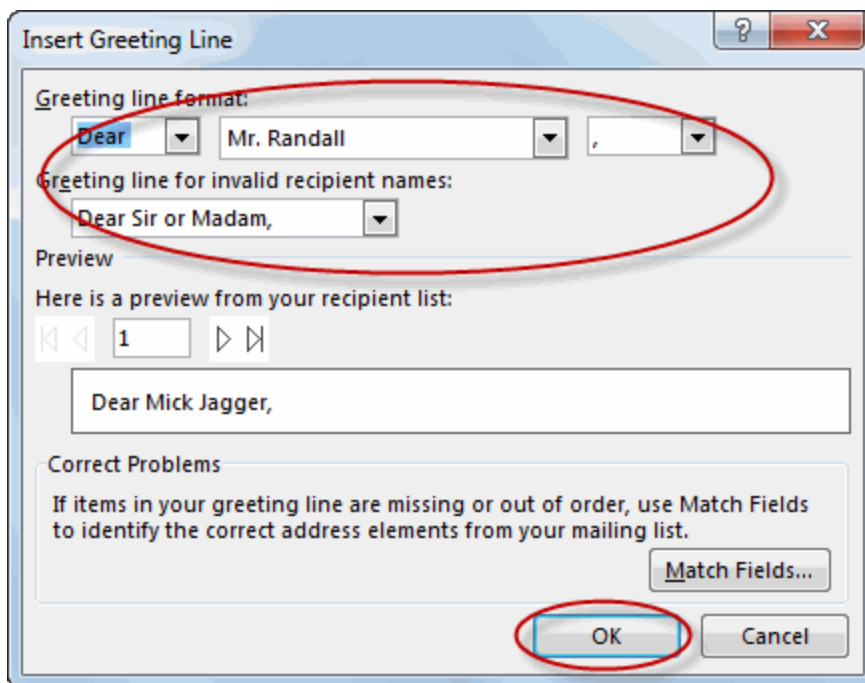 Insert Greeting Line
?
Greeting line format:
Dear Mr. Randall ,
Greeting line for invalid recipient names:
Dear Sir or Madam,
Preview
Here is a preview from your recipient list:
1
Dear Mick Jagger,
Correct Problems
If items in your greeting line are missing or out of order, use Match Fields
to identify the correct address elements from your mailing list.
Match Fields...
OK Cancel